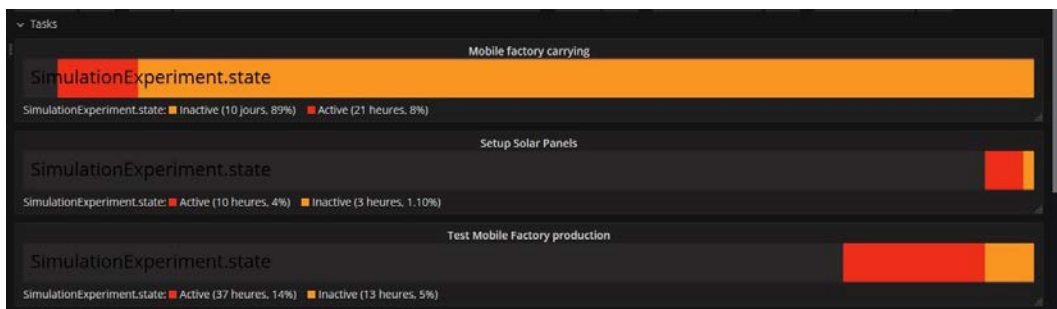 Tasks
Mobile factory carrying
SimulationExperiment.state
SimulationExperiment.state: Inactive (10 jours, 89%) Active (21 heures, 8%)
Setup Solar Panels
SimulationExperiment.state
SimulationExperiment.state: Active (10 heures, 4%) Inactive (3 heures, 1.10%)
Test Mobile Factory production
SimulationExperiment.state
SimulationExperiment.state: Active (37 heures, 14%) Inactive (13 heures, 5%)